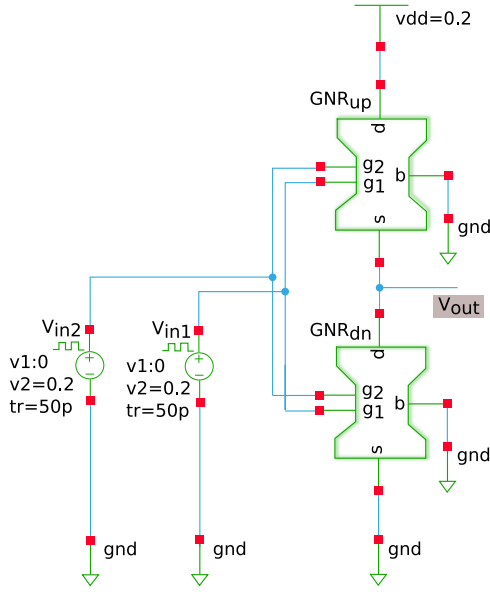 vdd=0.2
GNRup
d
g2
g1
b
s
gnd
Vout
GNRdn
d
g2
g1
b
s
gnd
gnd
Vin2
v1:0
v2=0.2
tr=50p
gnd
Vin1
v1:0
v2=0.2
tr=50p
gnd